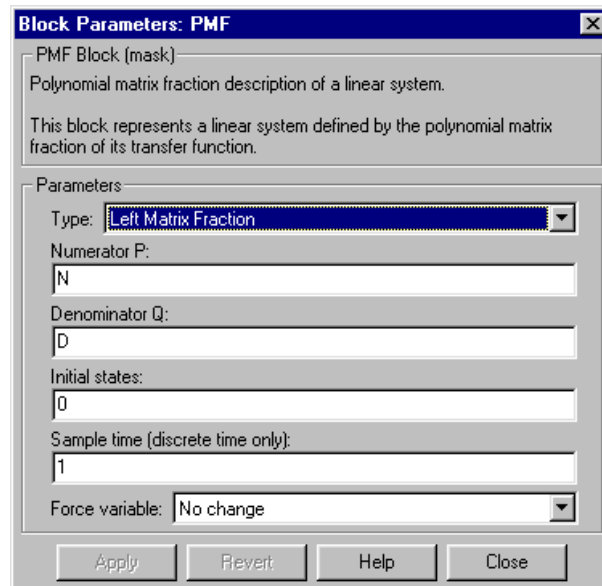 Block Parameters: PMF
PMF Block (mask)
Polynomial matrix fraction description of a linear system.
This block represents a linear system defined by the polynomial matrix
fraction of its transfer function.
Parameters
Type: Left Matrix Fraction
Numerator P:
N
Denominator Q:
D
Initial states:
0
Sample time (discrete time only):
1
Force variable: No change
Apply Revert Help Close